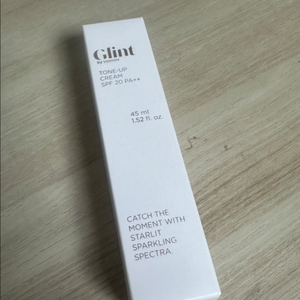 Glint
TONE-UP
CREAM
SPF 20 PA++
45 ml
1.52 fl. oz.
CATCH THE
MOMENT WITH
STARLIT
SPARKLING
SPECTRA.